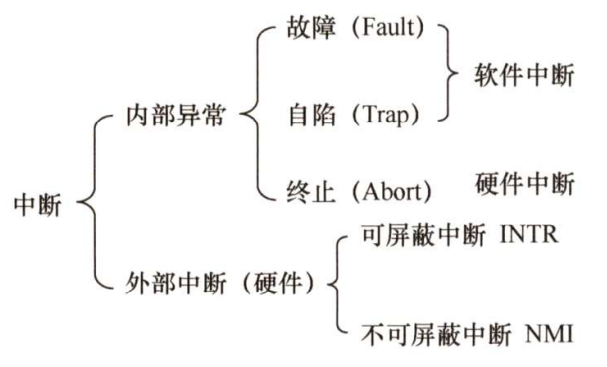 故障（Fault）
软件中断
内部异常
自陷（Trap）
终止（Abort）
硬件中断
中断
可屏蔽中断 INTR
外部中断（硬件）
不可屏蔽中断 NMI